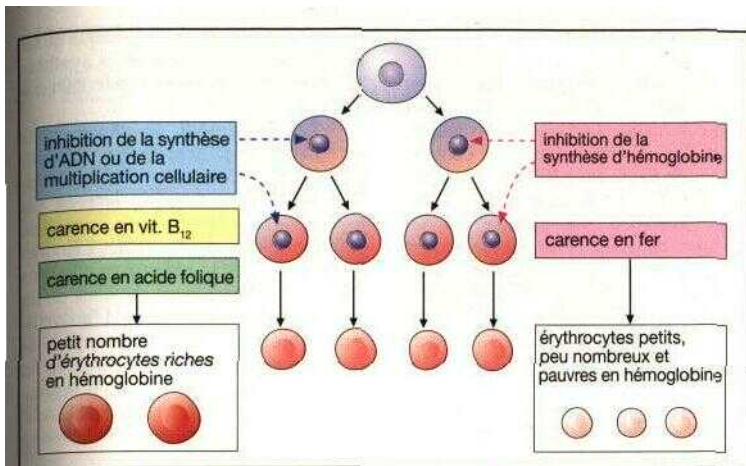 inhibition de la synthèse
d'ADN ou de la
multiplication cellulaire
carence en vit. B₁₂
carence en acide folique
petit nombre
d'érythrocytes riches
en hémoglobine
inhibition de la
synthèse d'hémoglobine
carence en fer
érythrocytes petits,
peu nombreux et
pauvres en hémoglobine